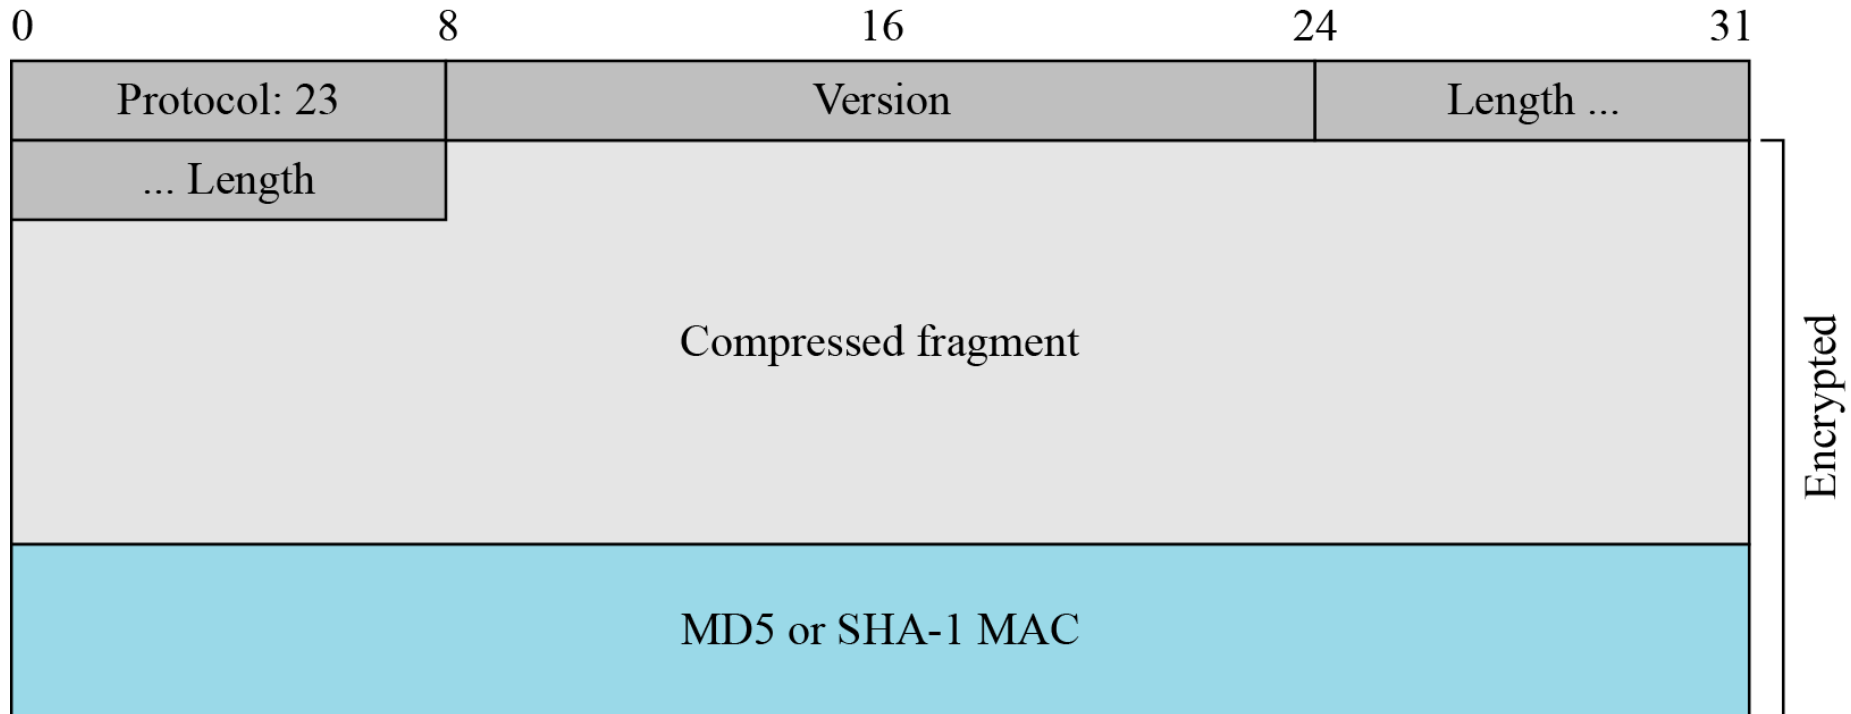 0 8 16 24 31
Protocol: 23 Version Length ...
... Length
Compressed fragment
Encrypted
MD5 or SHA-1 MAC